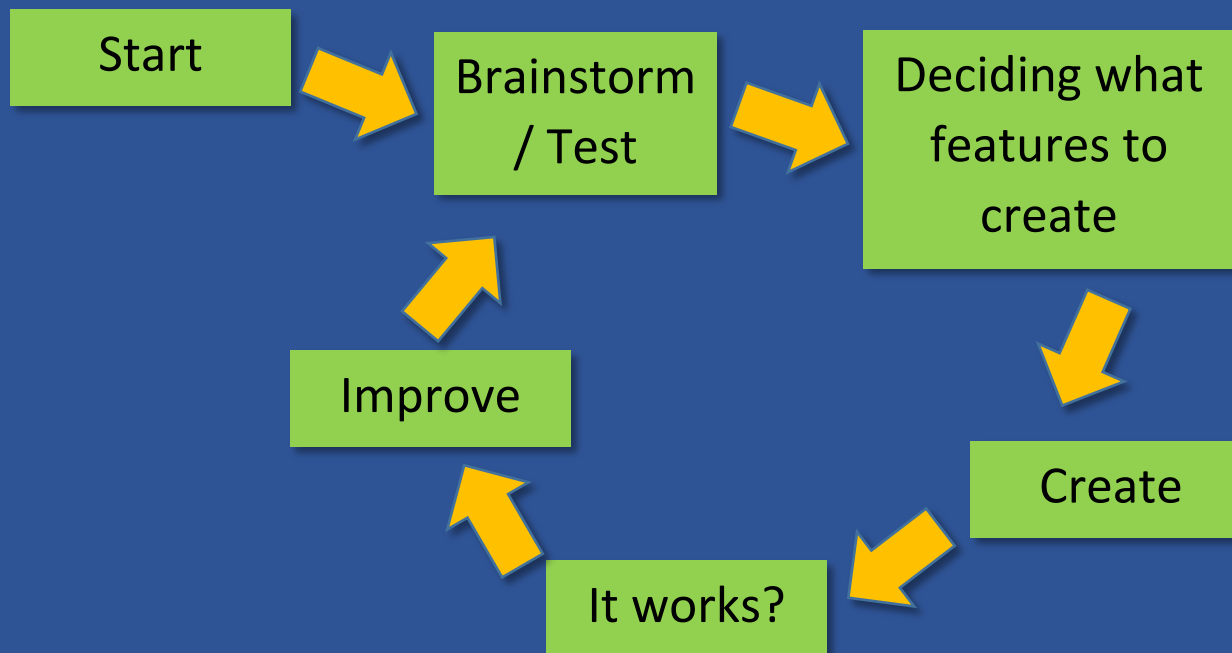 Start
Brainstorm
/ Test
Deciding what
features to
create
Create
It works?
Improve